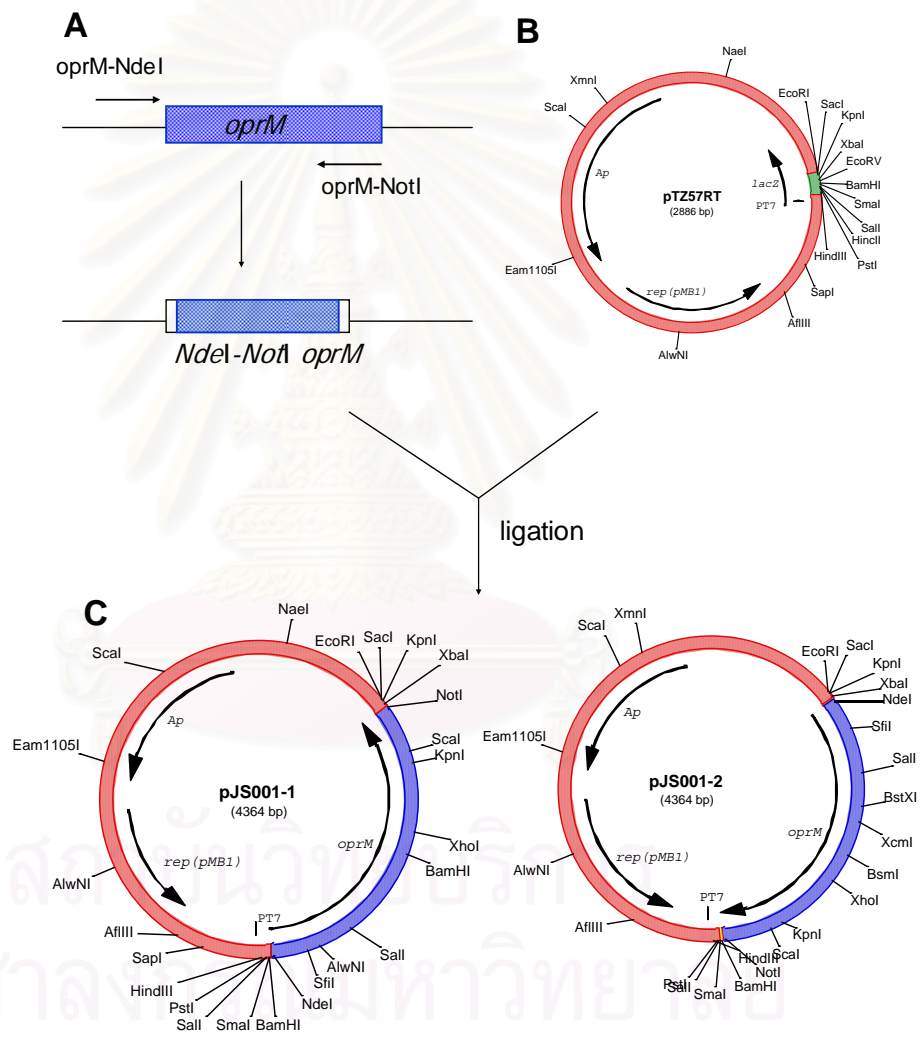 A
oprM-NdeI
oprM
oprM-NotI
NdeI-NotI oprM
B
NaeI
XmnI
ScaI
EcoRI
SacI
KpnI
XbaI
EcoRV
BamHI
SmaI
SalI
HincII
PstI
HindIII
SapI
AflIII
AlwNI
Eam1105I
Ap
lacZ
PT7
pTZ57RT
(2886 bp)
rep(pMB1)
ligation
C
NaeI
EcoRI
SacI
KpnI
XbaI
NotI
ScaI
KpnI
XhoI
BamHI
SalI
AlwNI
SfiI
NdeI
BamHI
SmaI
SalI
PstI
HindIII
SapI
AflIII
AlwNI
Eam1105I
ScaI
Ap
pJS001-1
(4364 bp)
oprM
rep(pMB1)
PT7
XmnI
ScaI
EcoRI
SacI
KpnI
XbaI
NdeI
SfiI
SalI
BstXI
XcmI
BsmI
XhoI
KpnI
ScaI
NotI
HindIII
BamHI
SmaI
SalI
PstI
AflIII
AlwNI
Eam1105I
Ap
pJS001-2
(4364 bp)
oprM
rep(pMB1)
PT7